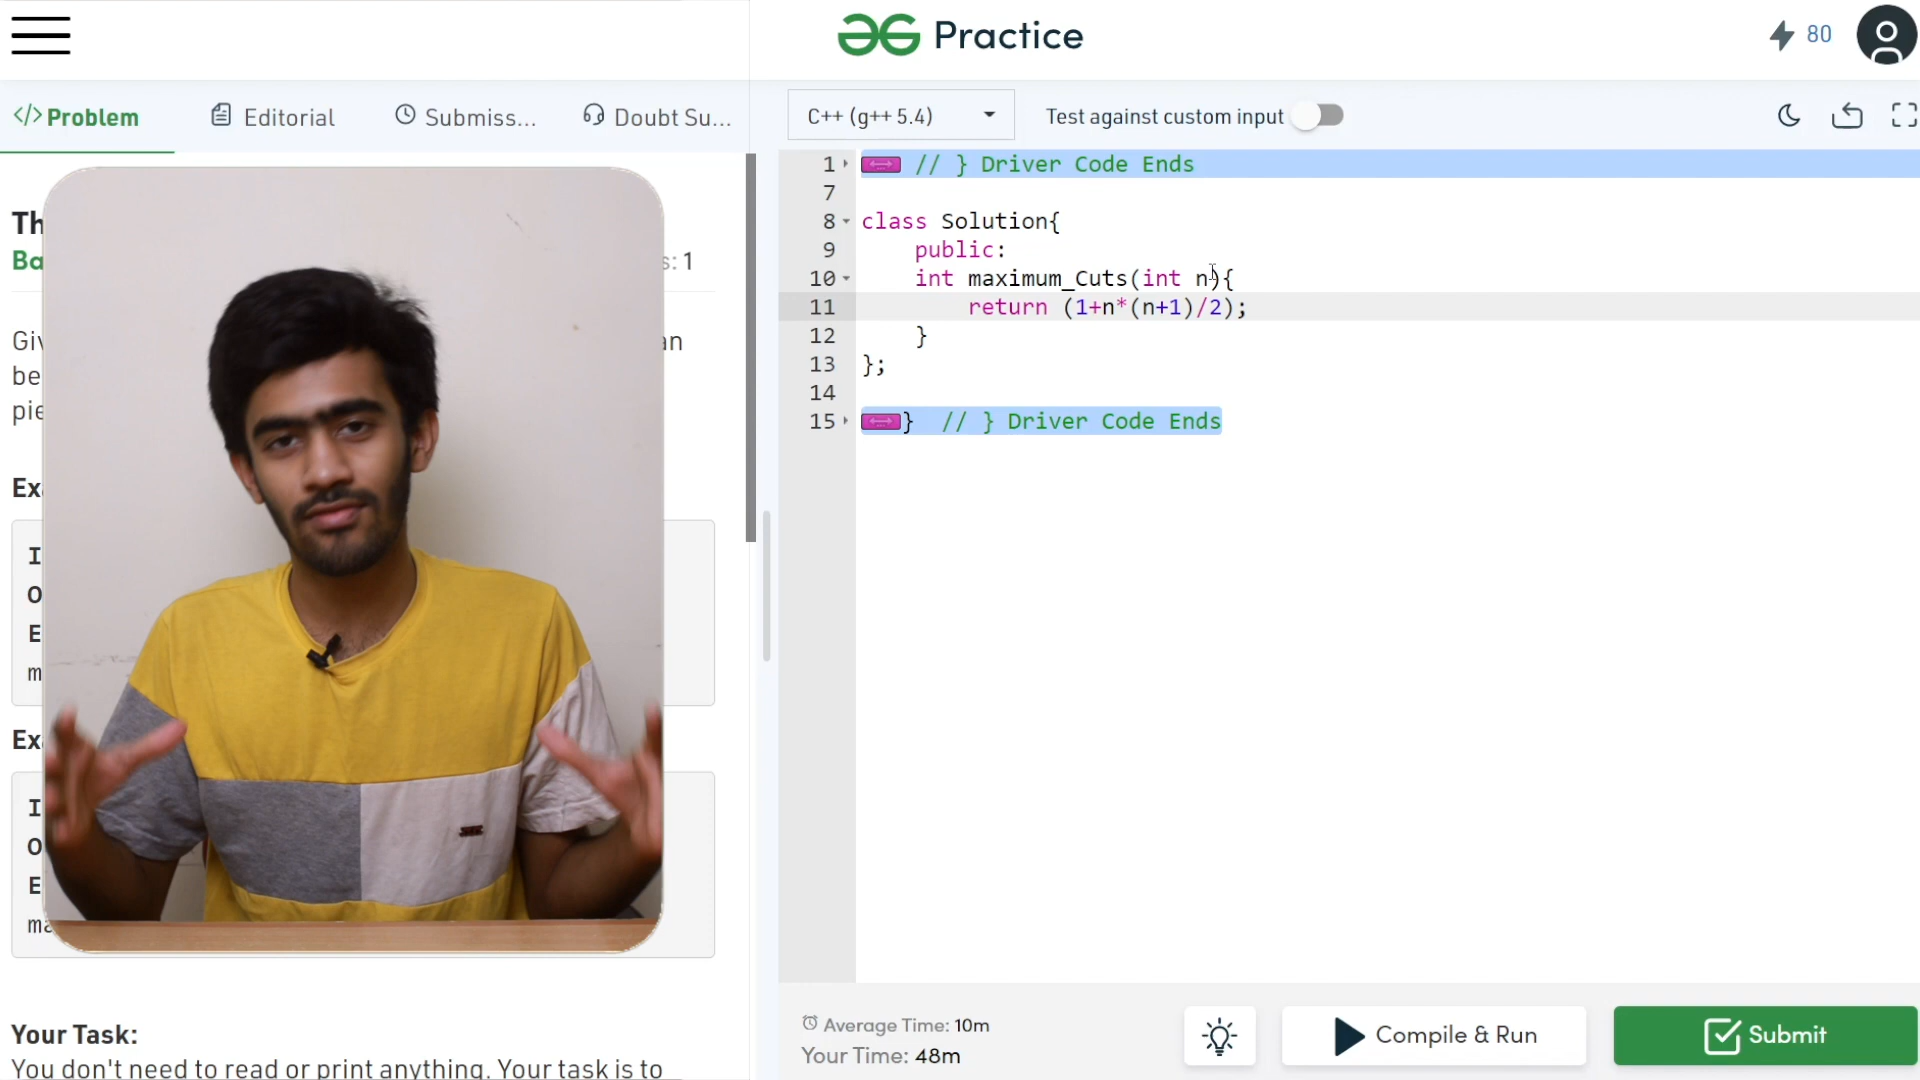 Practice
80
Problem
Editorial
Submiss...
Doubt Su...
C++ (g++ 5.4)
Test against custom input
Th
Ba
s: 1
Giv
an
be
pie
Exa
I
O
E
m
Exa
I
O
E
ma
Your Task:
You don't need to read or print anything. Your task is to
1 // } Driver Code Ends
7
8 class Solution{
9 public:
10 int maximum_Cuts(int n){
11 return (1+n*(n+1)/2);
12 }
13 };
14
15 } // } Driver Code Ends
Average Time: 10m
Your Time: 48m
Compile & Run
Submit